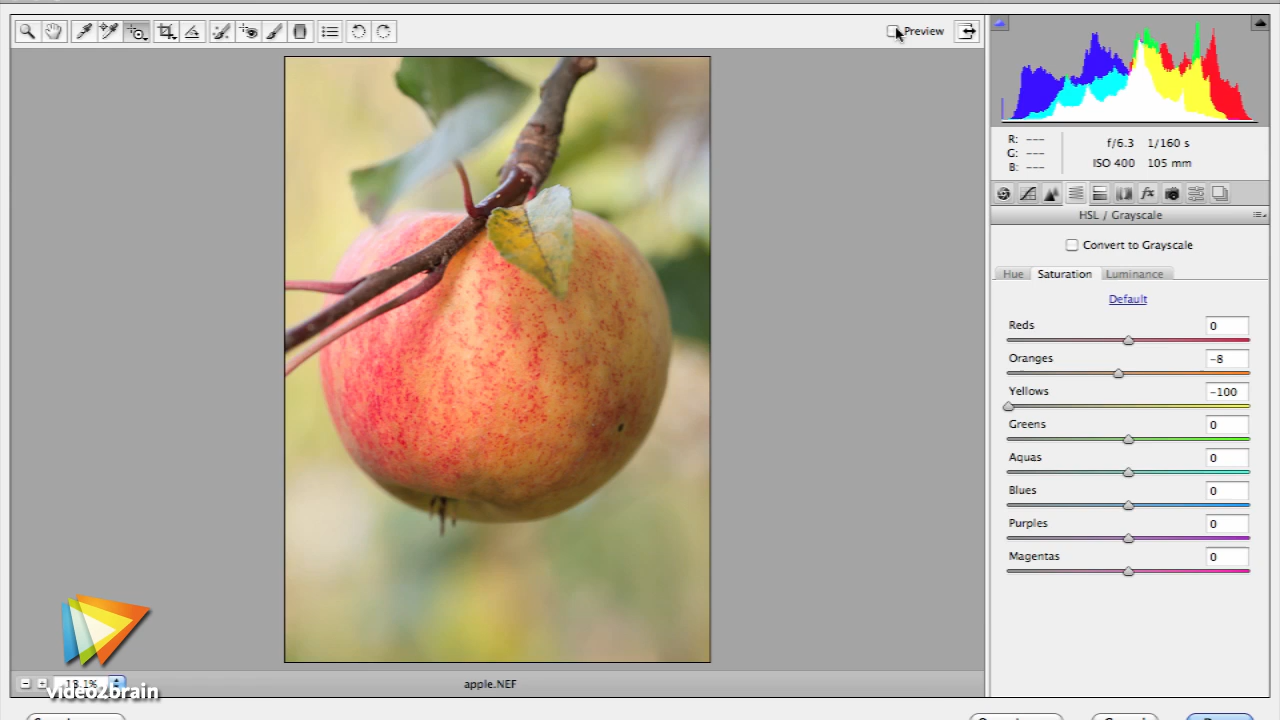 Preview
R: ---
G: ---
B: ---
f/6.3 1/160 s
ISO 400 105 mm
fx
HSL / Grayscale
Convert to Grayscale
Hue Saturation Luminance
Default
Reds 0
Oranges -8
Yellows -100
Greens 0
Aquas 0
Blues 0
Purples 0
Magentas 0
apple.NEF
video2brain